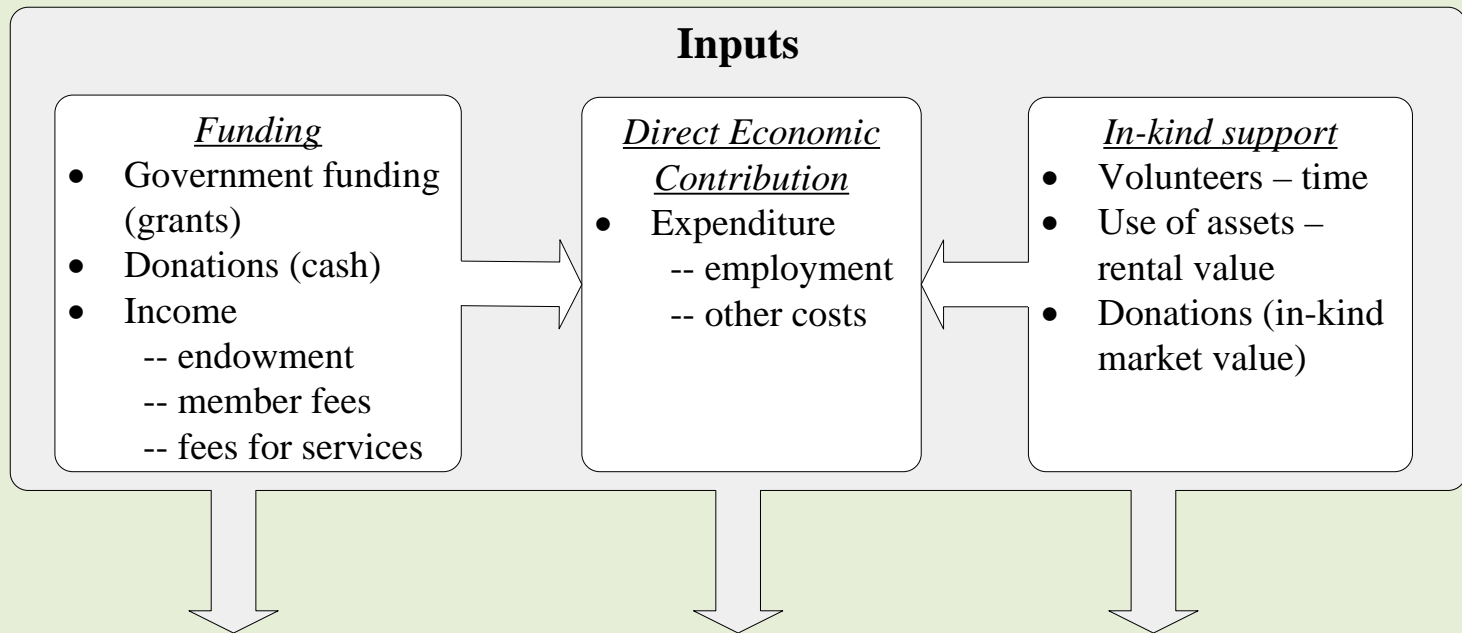 Inputs
Funding
• Government funding
(grants)
• Donations (cash)
• Income
-- endowment
-- member fees
-- fees for services
Direct Economic
Contribution
• Expenditure
-- employment
-- other costs
In-kind support
• Volunteers – time
• Use of assets –
rental value
• Donations (in-kind
market value)